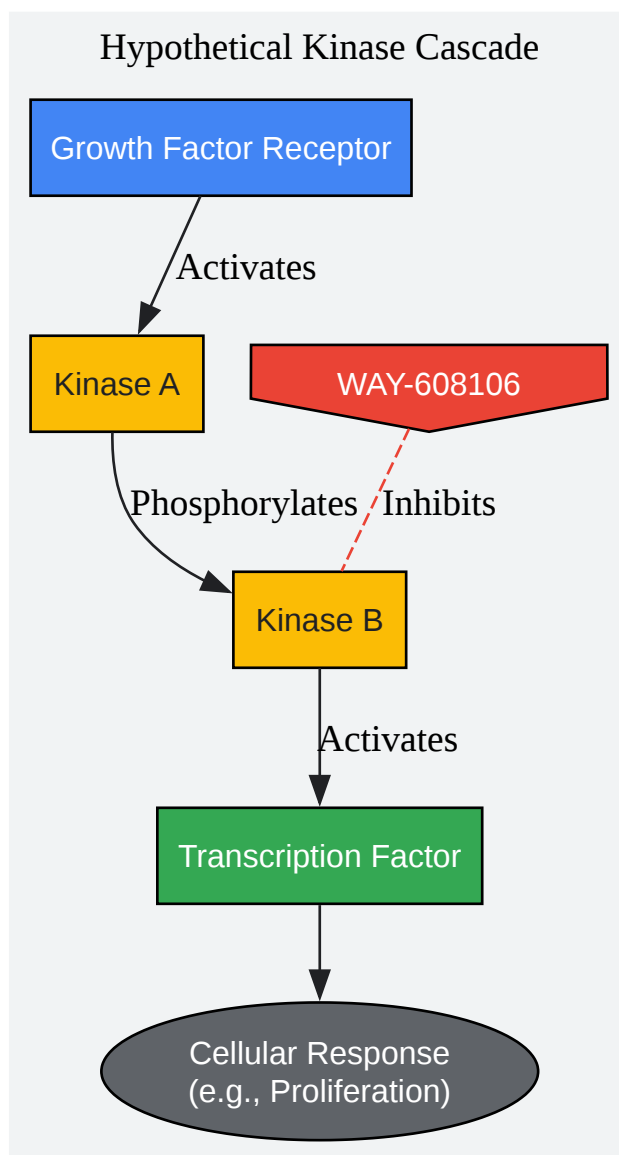 Hypothetical Kinase Cascade
Growth Factor Receptor
Activates
Kinase A
WAY-608106
Phosphorylates
Inhibits
Kinase B
Activates
Transcription Factor
Cellular Response
(e.g., Proliferation)